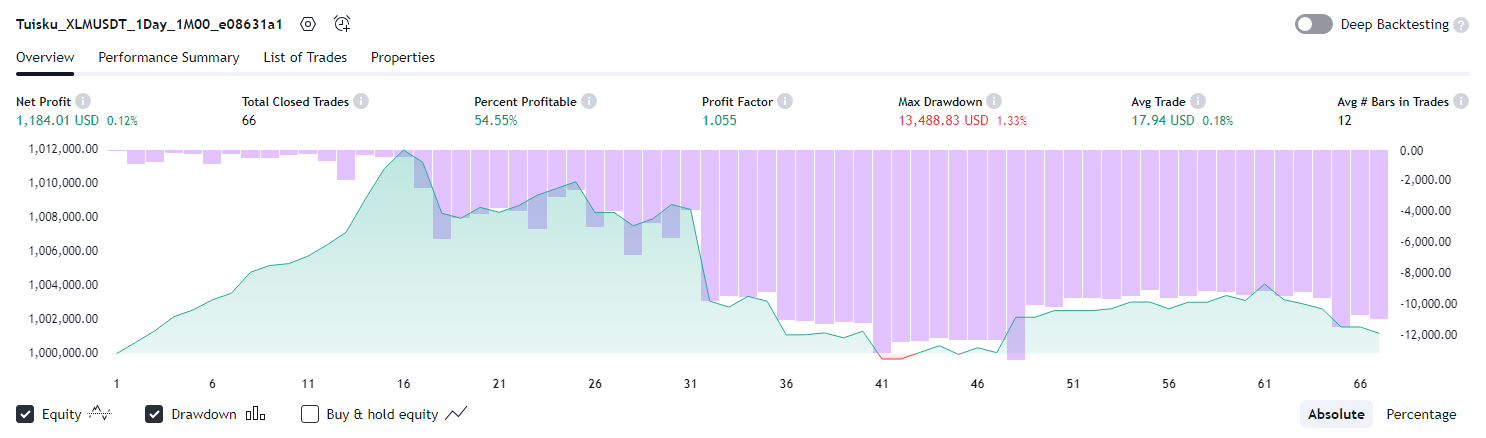 Tuisku_XLMUSDT_1Day_1M00_e08631a1 Deep Backtesting ?
Overview Performance Summary List of Trades Properties
Net Profit i Total Closed Trades i Percent Profitable i Profit Factor i Max Drawdown i Avg Trade i Avg # Bars in Trades i
1,184.01 USD 0.12% 66 54.55% 1.055 13,488.83 USD 1.33% 17.94 USD 0.18% 12
1,012,000.00 0.00
1,010,000.00 -2,000.00
1,008,000.00 -4,000.00
1,006,000.00 -6,000.00
1,004,000.00 -8,000.00
1,002,000.00 -10,000.00
1,000,000.00 -12,000.00
1 6 11 16 21 26 31 36 41 46 51 56 61 66
Equity Drawdown Buy & hold equity Absolute Percentage